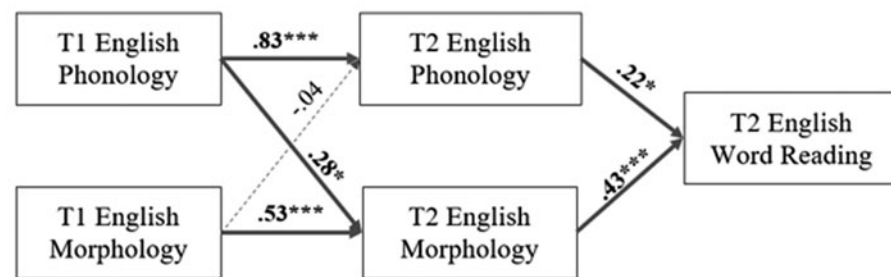 T1 English
Phonology
.83***
T2 English
Phonology
-.04
.22*
T2 English
Word Reading
.28*
.43***
T1 English
Morphology
.53***
T2 English
Morphology